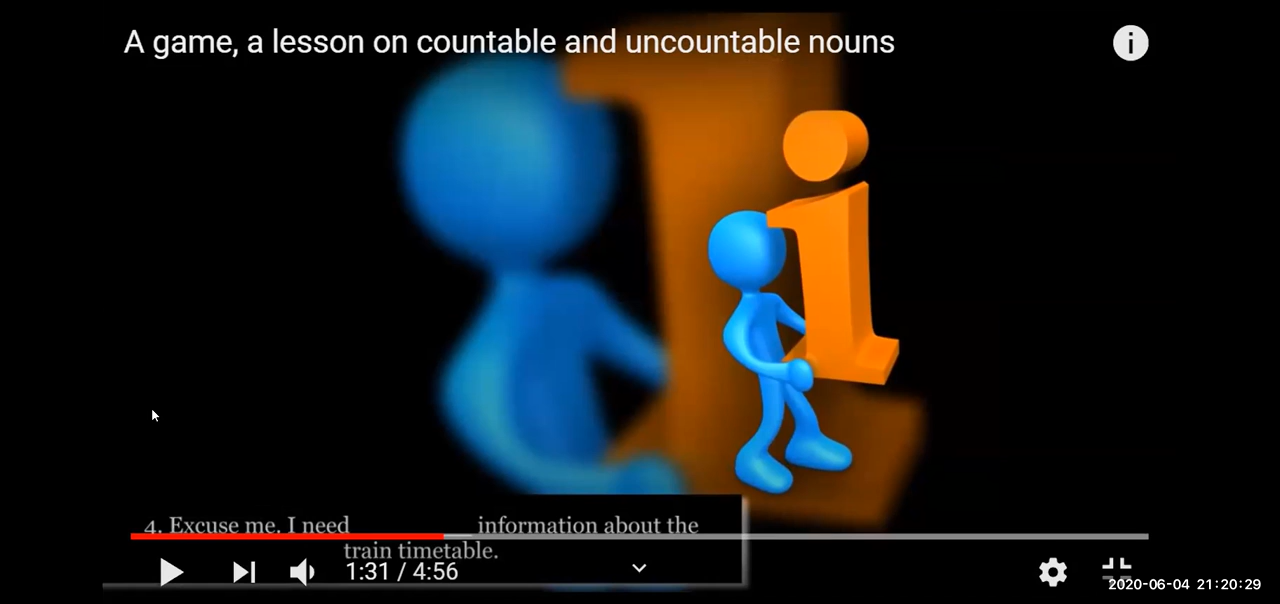 A game, a lesson on countable and uncountable nouns
i
i
4. Excuse me. I need ________ information about the
train timetable.
1:31 / 4:56
2020-06-04 21:20:29